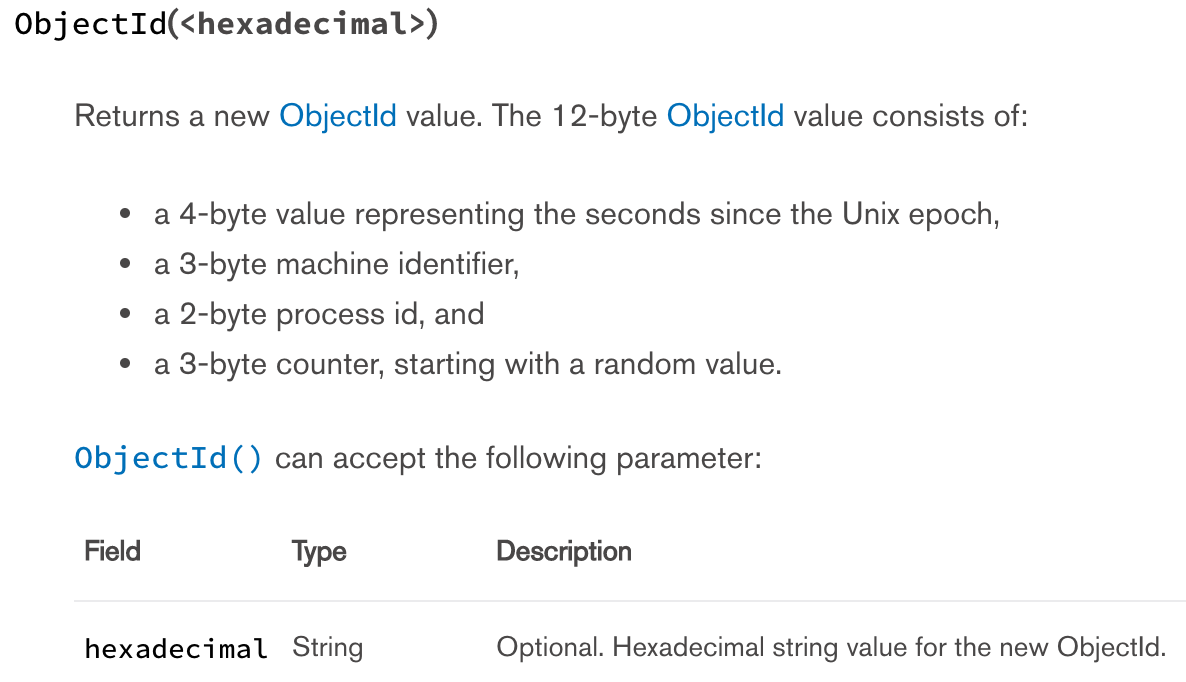 ObjectId(<hexadecimal>)
Returns a new ObjectId value. The 12-byte ObjectId value consists of:
• a 4-byte value representing the seconds since the Unix epoch,
• a 3-byte machine identifier,
• a 2-byte process id, and
• a 3-byte counter, starting with a random value.
ObjectId() can accept the following parameter:
Field Type Description
hexadecimal String Optional. Hexadecimal string value for the new ObjectId.